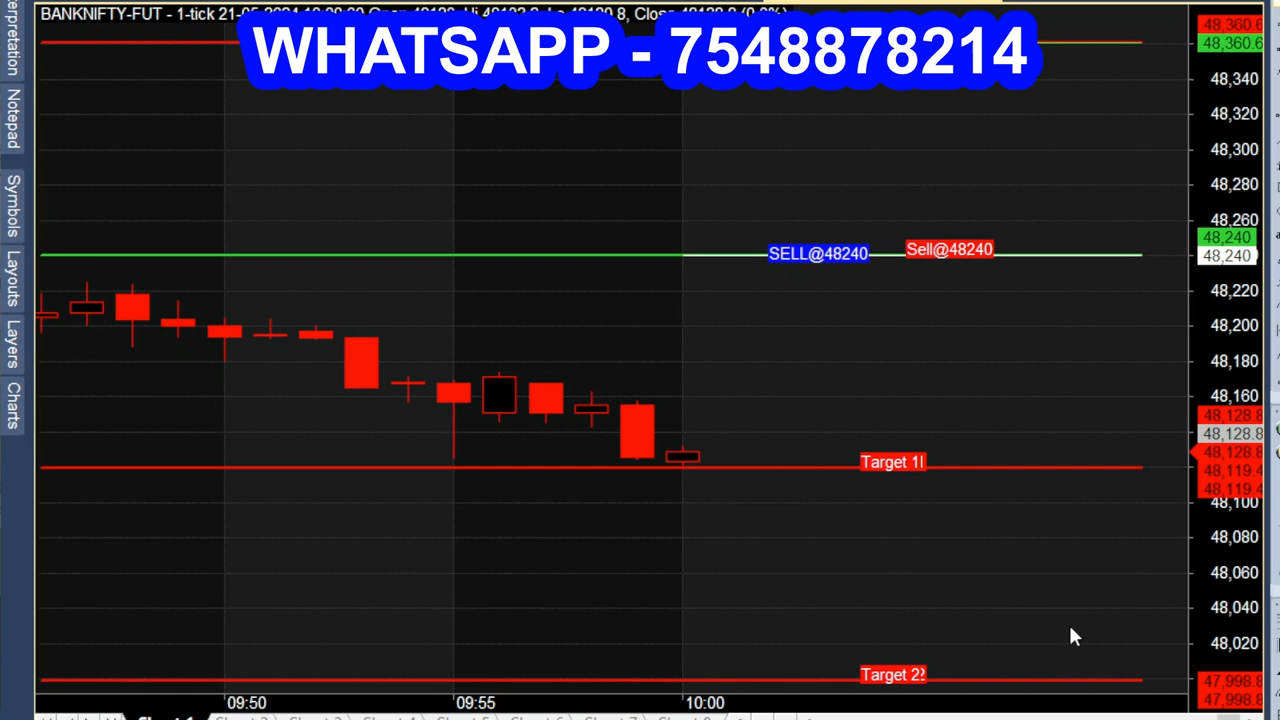 BANKNIFTY-FUT - 1-tick
WHATSAPP - 7548878214
Interpretation
Notepad
Symbols
Layouts
Layers
Charts
48,360.6
48,360.6
48,340
48,320
48,300
48,280
48,260
48,240
48,240
48,220
48,200
48,180
48,160
48,128.8
48,128.8
48,128.8
48,119.4
48,119.4
48,100
48,080
48,060
48,040
48,020
47,998.8
47,998.8
SELL@48240
Sell@48240
Target 1
Target 2
09:50
09:55
10:00